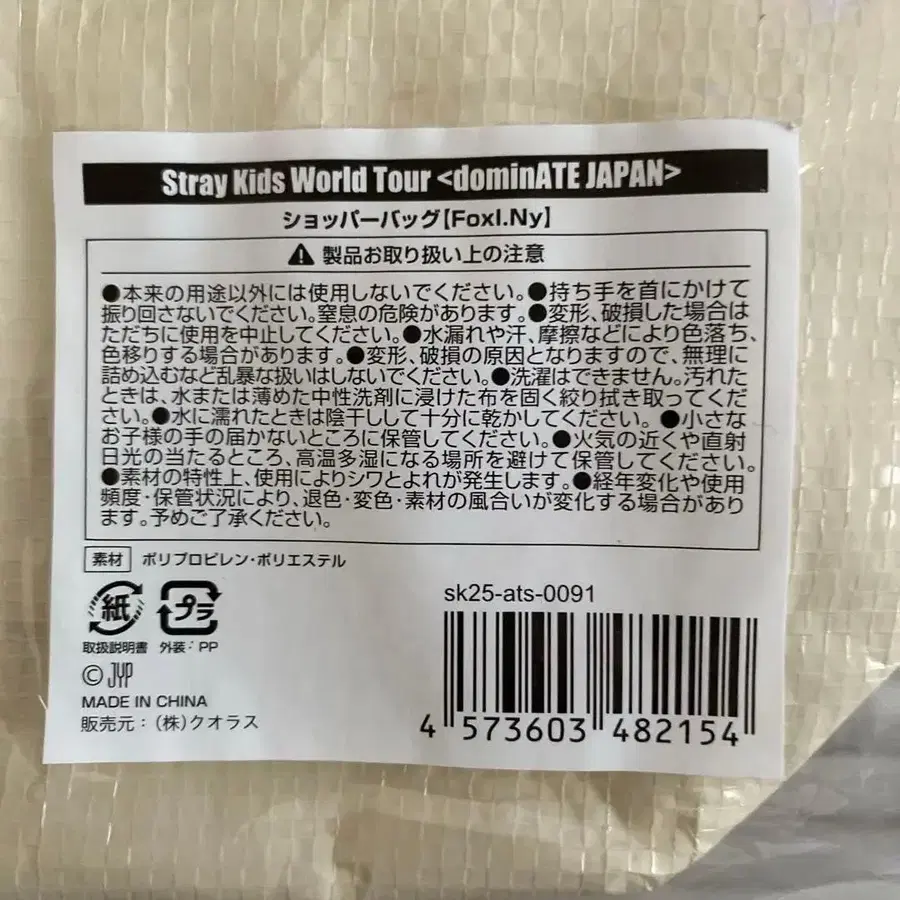 Stray Kids World Tour <dominATE JAPAN>
ショッパーバッグ【FoxI.Ny】
製品お取り扱い上の注意
●本来の用途以外には使用しないでください。●持ち手を首にかけて
振り回さないでください。窒息の危険があります。●変形、破損した場合は
ただちに使用を中止してください。●水漏れや汗、摩擦などにより色落ち、
色移りする場合があります。●変形、破損の原因となりますので、無理に
詰め込むなど乱暴な扱いはしないでください。●洗濯はできません。汚れた
ときは、水または薄めた中性洗剤に浸けた布を固く絞り拭き取ってくだ
さい。●水に濡れたときは陰干しして十分に乾かしてください。●小さな
お子様の手の届かないところに保管してください。●火気の近くや直射
日光の当たるところ、高温多湿になる場所を避けて保管してください。
●素材の特性上、使用によりシワとよれが発生します。●経年変化や使用
頻度・保管状況により、退色・変色・素材の風合いが変化する場合があり
ます。予めご了承ください。
素材 ポリプロピレン・ポリエステル
紙 プラ
取扱説明書 外装：PP
sk25-ats-0091
© JYP
MADE IN CHINA
販売元：（株）クオラス
4 573603 482154